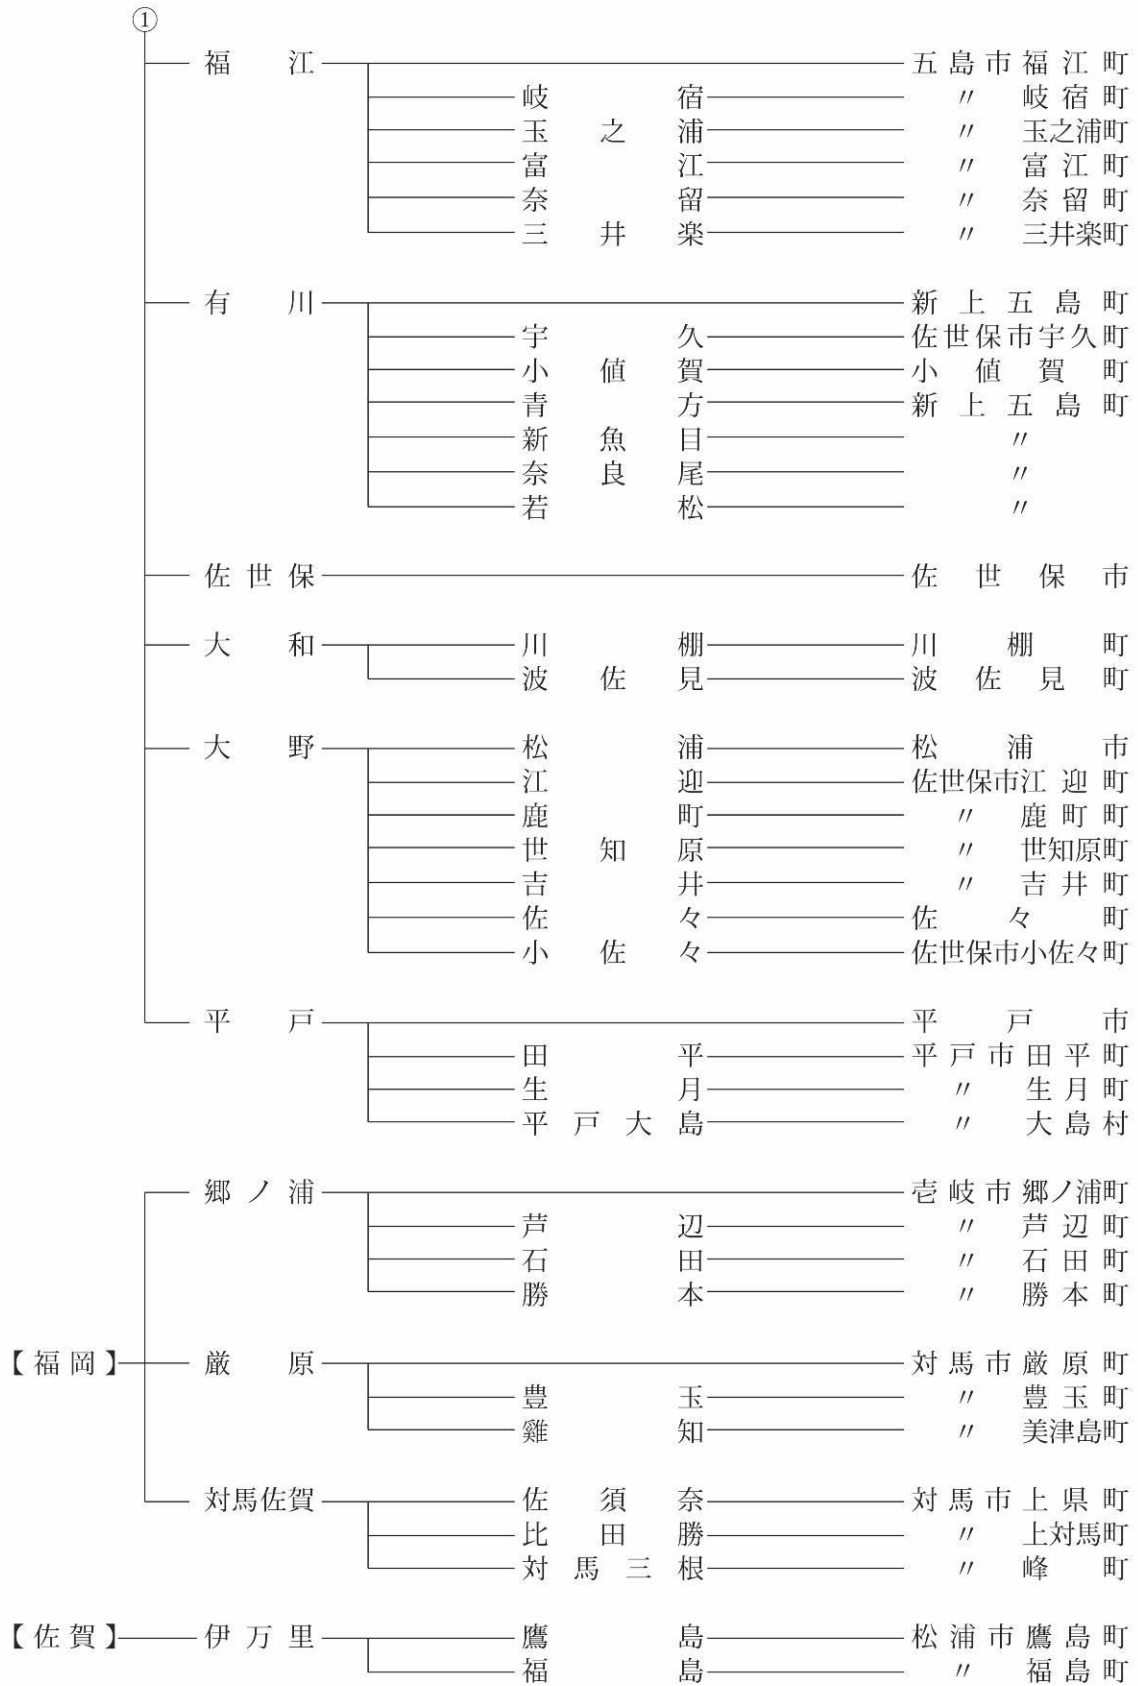 ①
福江 五島市福江町
岐宿 〃 岐宿町
玉之浦 〃 玉之浦町
富江 〃 富江町
奈留 〃 奈留町
三井楽 〃 三井楽町
有川 新上五島町
宇久 佐世保市宇久町
小値賀 小値賀町
青方 新上五島町
新魚目 〃
奈良尾 〃
若松 〃
佐世保 佐世保市
大和 川棚 川棚町
波佐見 波佐見町
大野 松浦 松浦市
江迎 佐世保市江迎町
鹿町 〃 鹿町町
世知原 〃 世知原町
吉井 〃 吉井町
佐々 佐々町
小佐々 佐世保市小佐々町
平戸 平戸市
田平 平戸市田平町
生月 〃 生月町
平戸大島 〃 大島村
郷ノ浦 壱岐市郷ノ浦町
芦辺 〃 芦辺町
石田 〃 石田町
勝本 〃 勝本町
【福岡】 厳原 対馬市厳原町
豊玉 〃 豊玉町
雞知 〃 美津島町
対馬佐賀 佐須奈 対馬市上県町
比田勝 〃 上対馬町
対馬三根 〃 峰町
【佐賀】 伊万里 鷹島 松浦市鷹島町
福島 〃 福島町